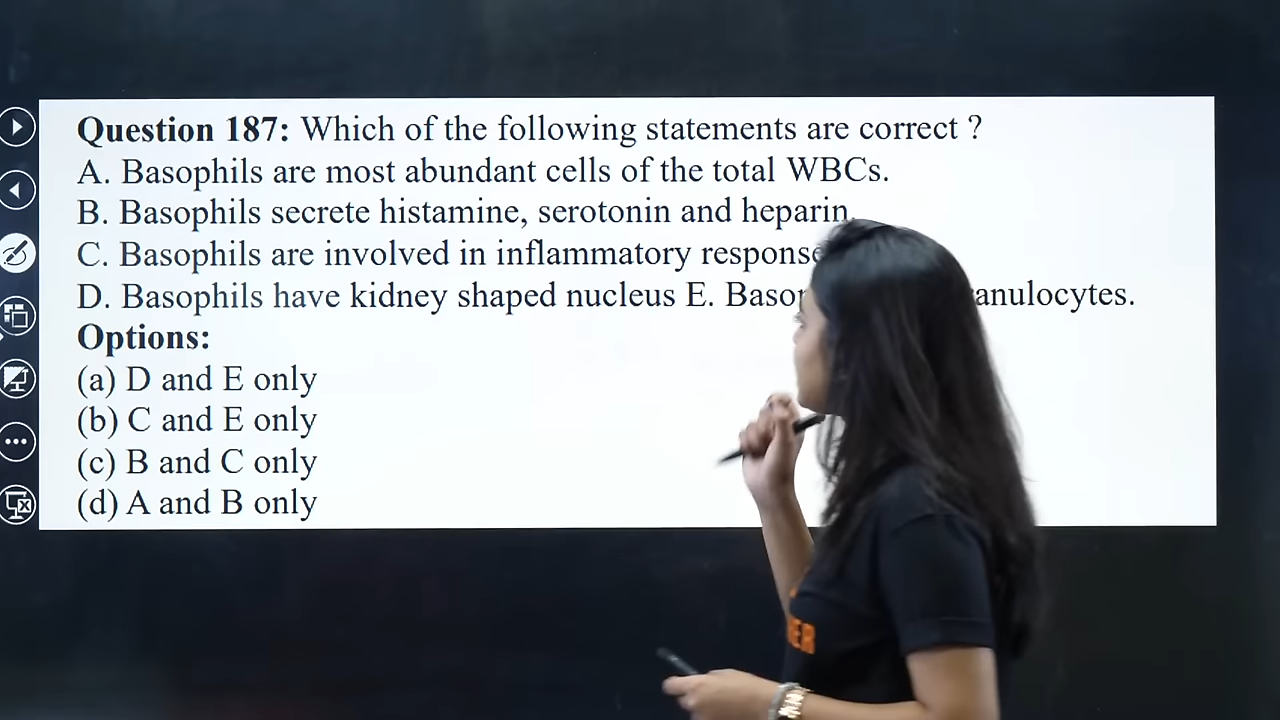 Question 187: Which of the following statements are correct ?
A. Basophils are most abundant cells of the total WBCs.
B. Basophils secrete histamine, serotonin and heparin.
C. Basophils are involved in inflammatory response
D. Basophils have kidney shaped nucleus E.
Options:
(a) D and E only
(b) C and E only
(c) B and C only
(d) A and B only